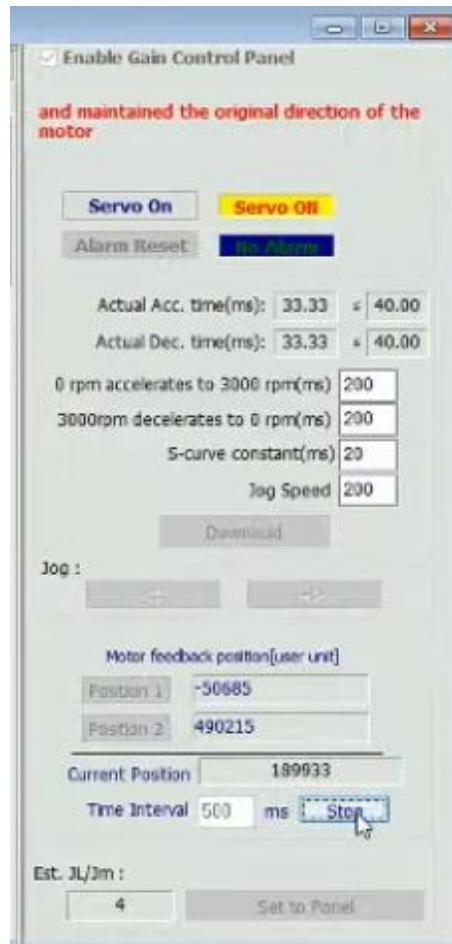 Enable Gain Control Panel
and maintained the original direction of the
motor
Servo On Servo ON
Alarm Reset No Alarm
Actual Acc. time(ms): 33.33 ≤ 40.00
Actual Dec. time(ms): 33.33 ≤ 40.00
0 rpm accelerates to 3000 rpm(ms) 200
3000rpm decelerates to 0 rpm(ms) 200
S-curve constant(ms) 20
Jog Speed 200
Download
Jog :
Motor feedback position[user unit]
Postion 1 -50685
Postion 2 490215
Current Position 189933
Time Interval 500 ms Stop
Est. JL/Jm :
4 Set to Panel